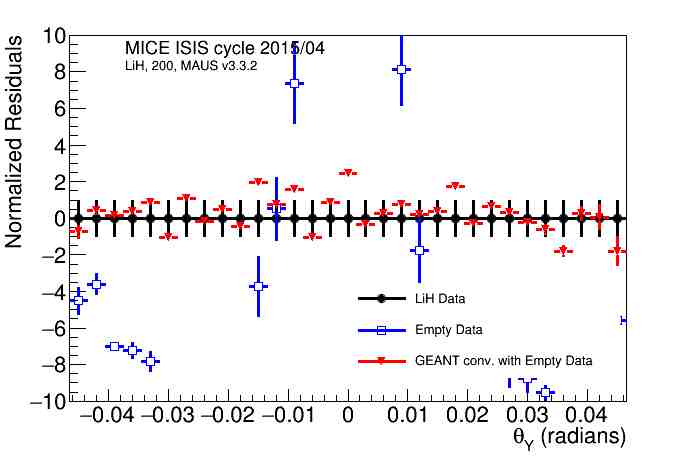 MICE ISIS cycle 2015/04
LiH, 200, MAUS v3.3.2
Normalized Residuals
10
8
6
4
2
0
−2
−4
−6
−8
−10
LiH Data
Empty Data
GEANT conv. with Empty Data
−0.04 −0.03 −0.02 −0.01 0 0.01 0.02 0.03 0.04
θY (radians)